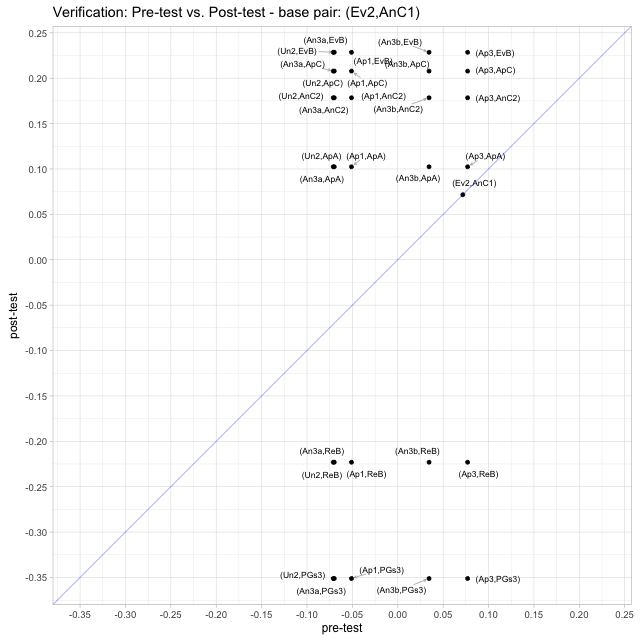 Verification: Pre-test vs. Post-test - base pair: (Ev2,AnC1)
0.25
(An3a,EvB)
(An3b,EvB)
(Un2,EvB)
(Ap3,EvB)
(Ap1,EvB)
(An3a,ApC)
(An3b,ApC)
(Ap3,ApC)
0.20
(Un2,ApC)
(Ap1,ApC)
(Un2,AnC2)
(Ap1,AnC2)
(Ap3,AnC2)
(An3a,AnC2)
(An3b,AnC2)
0.15
(Un2,ApA)
(Ap1,ApA)
(Ap3,ApA)
0.10
(An3a,ApA)
(An3b,ApA)
(Ev2,AnC1)
0.05
0.00
-0.05
post-test
-0.10
-0.15
-0.20
(An3a,ReB)
(An3b,ReB)
(Un2,ReB)
(Ap1,ReB)
(Ap3,ReB)
-0.25
-0.30
(Ap1,PGs3)
(Un2,PGs3)
(Ap3,PGs3)
-0.35
(An3a,PGs3)
(An3b,PGs3)
-0.35 -0.30 -0.25 -0.20 -0.15 -0.10 -0.05 0.00 0.05 0.10 0.15 0.20 0.25
pre-test